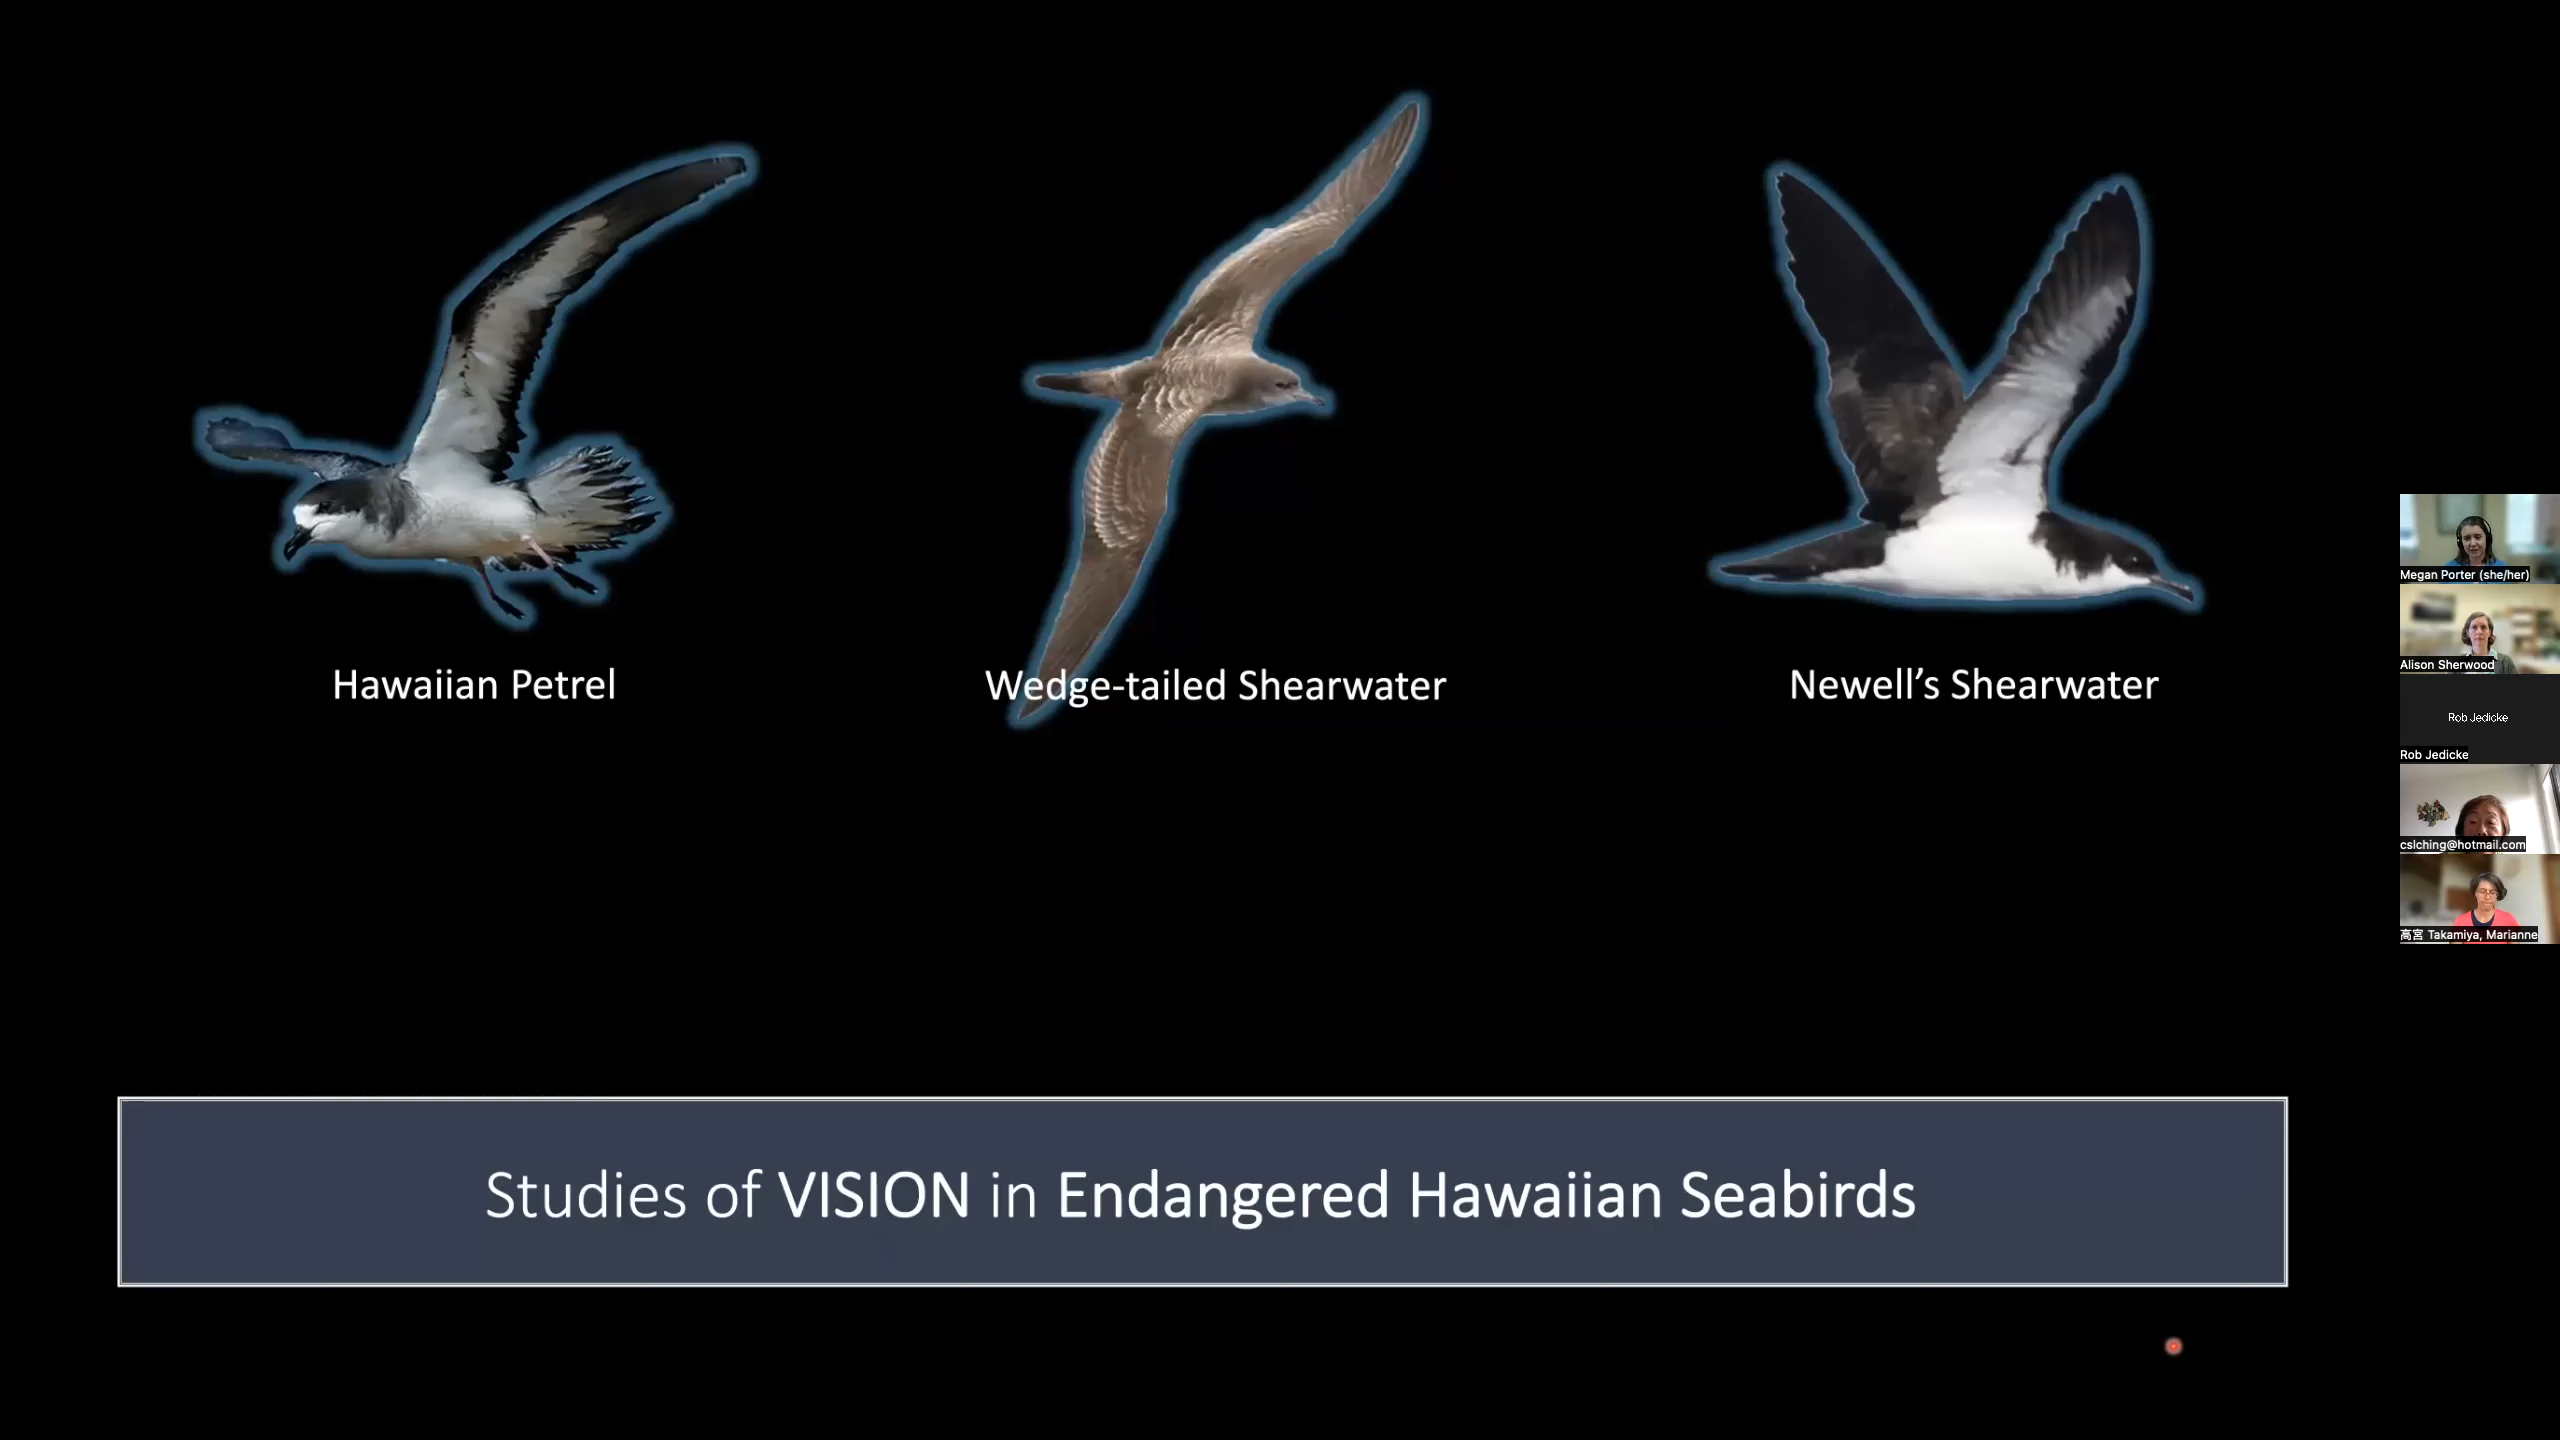 Hawaiian Petrel
Wedge-tailed Shearwater
Newell’s Shearwater
Studies of VISION in Endangered Hawaiian Seabirds
Megan Porter (she/her)
Alison Sherwood
Rob Jedicke
Rob Jedicke
cslching@hotmail.com
高宮 Takamiya, Marianne